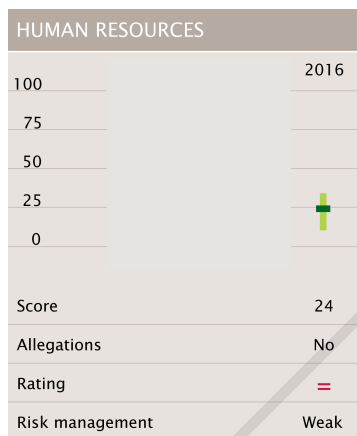 HUMAN RESOURCES
2016
100
75
50
25
0
Score 24
Allegations No
Rating =
Risk management Weak